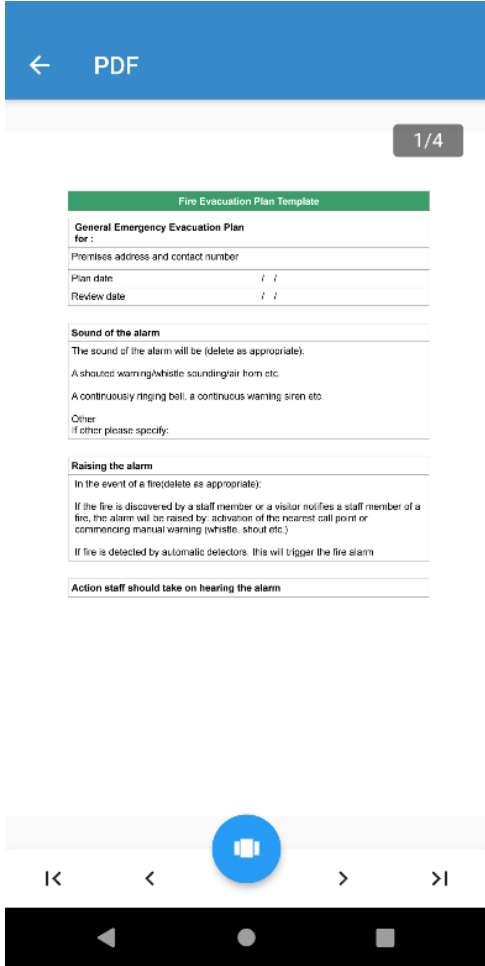 PDF
1/4
Fire Evacuation Plan Template
General Emergency Evacuation Plan
for :
Premises address and contact number
Plan date / /
Review date / /
Sound of the alarm
The sound of the alarm will be (delete as appropriate):
A shouted warning/whistle sounding/air horn etc.
A continuously ringing bell, a continuous warning siren etc.
Other
If other please specify:
Raising the alarm
In the event of a fire(delete as appropriate):
If the fire is discovered by a staff member or a visitor notifies a staff member of a
fire, the alarm will be raised by: activation of the nearest call point or
commencing manual warning (whistle, shout etc.)
If fire is detected by automatic detectors, this will trigger the fire alarm
Action staff should take on hearing the alarm